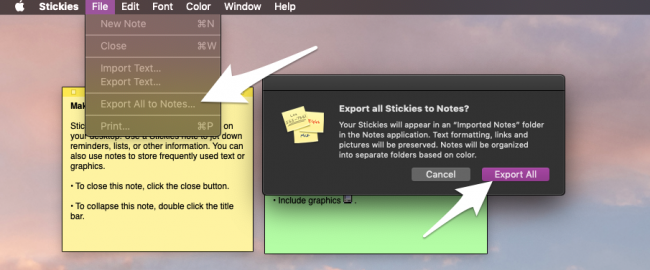 Stickies File Edit Font Color Window Help
New Note ⌘N
Close ⌘W
Import Text...
Export Text...
Export All to Notes...
Print... ⌘P
Mak
Stic on
your desktop. Use a Stickies note to jot down
reminders, lists, or other information. You can
also use notes to store frequently used text or
graphics.
• To close this note, click the close button.
• To collapse this note, double click the title
bar.
Export all Stickies to Notes?
Your Stickies will appear in an "Imported Notes" folder
in the Notes application. Text formatting, links and
pictures will be preserved. Notes will be organized
into separate folders based on color.
Cancel Export All
• Include graphics .